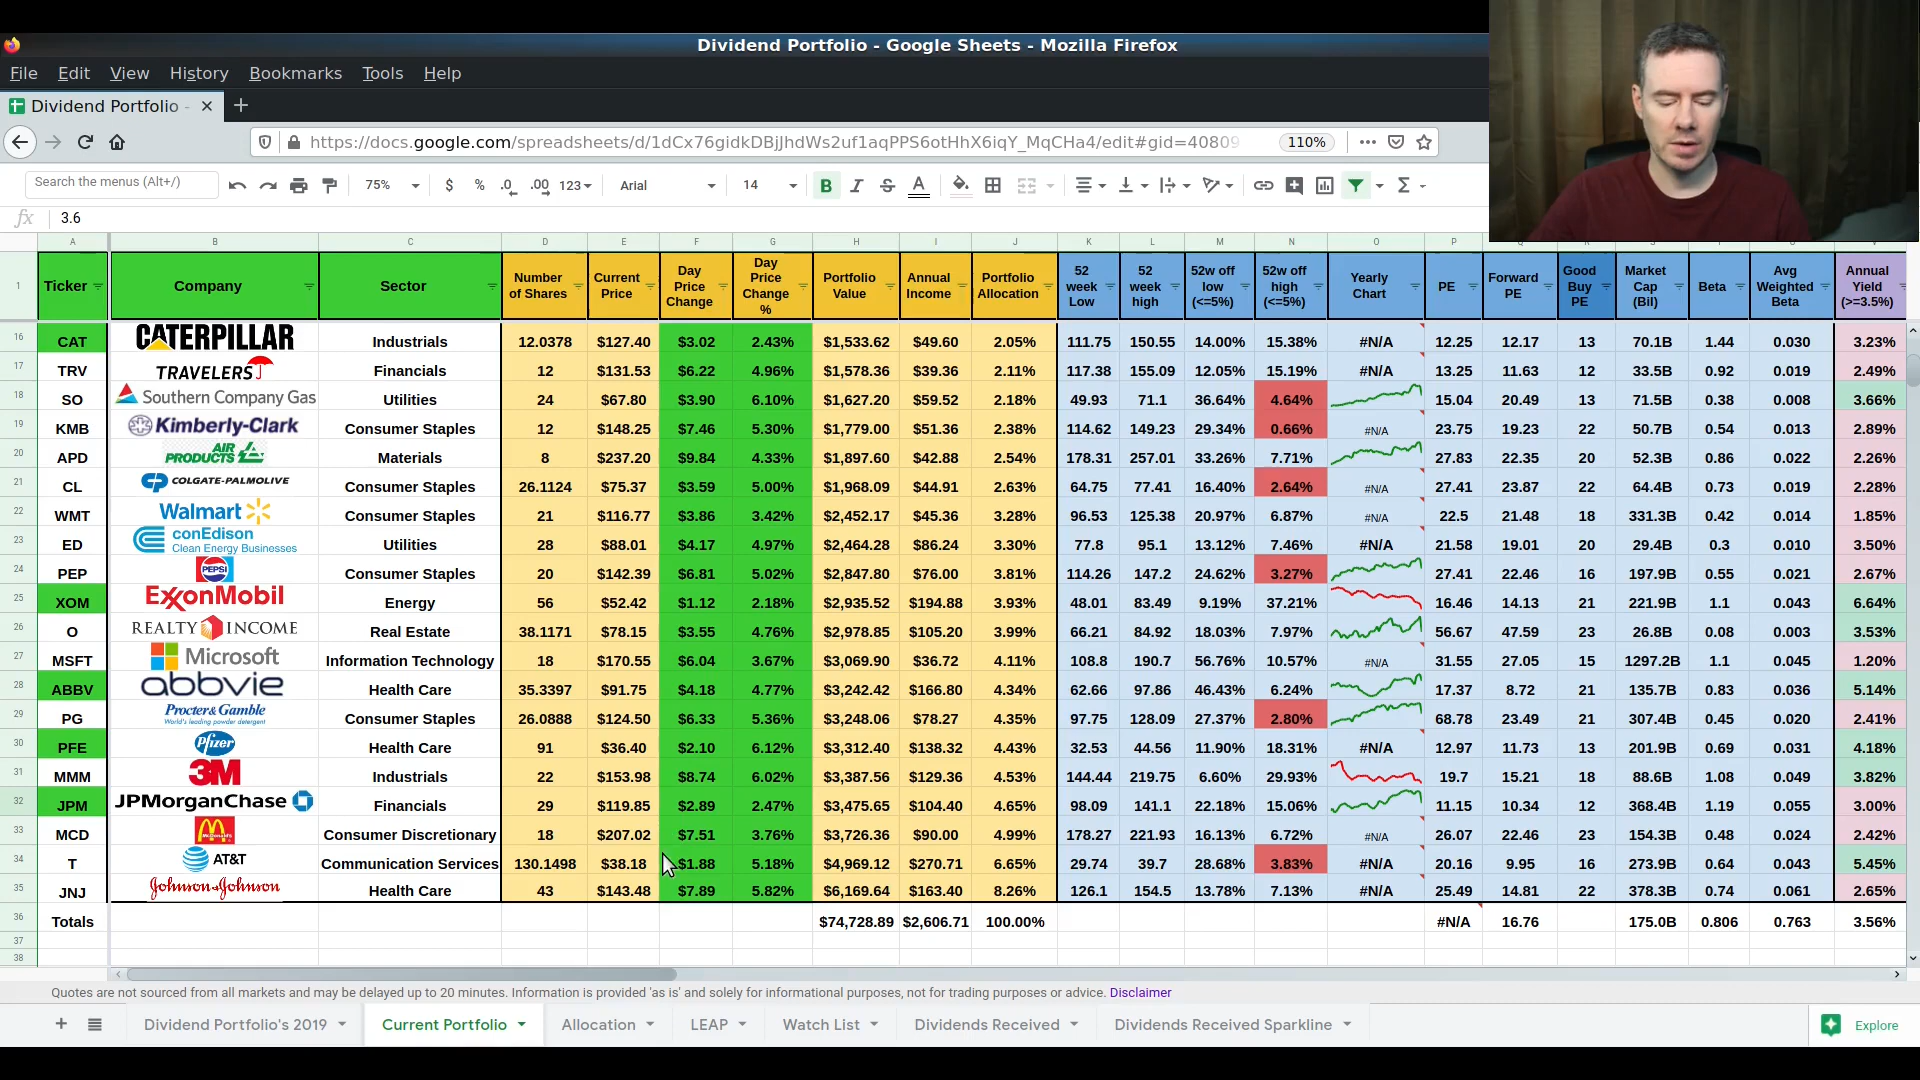 Dividend Portfolio - Google Sheets - Mozilla Firefox
File Edit View History Bookmarks Tools Help
Dividend Portfolio -
https://docs.google.com/spreadsheets/d/1dCx76gidkDBjJhdWs2uf1aqPPS6otHhX6iqY_MqCHa4/edit#gid=40809 110%
Search the menus (Alt+/) 75% $ % .0 .00 123 Arial 14 B I S A
fx 3.6
A B C D E F G H I J K L M N O P
1 Ticker Company Sector Number of Shares Current Price Day Price Change Day Price Change % Portfolio Value Annual Income Portfolio Allocation 52 week Low 52 week high 52w off low (<=5%) 52w off high (<=5%) Yearly Chart PE Forward PE Good Buy PE Market Cap (Bil) Beta Avg Weighted Beta Annual Yield (>=3.5%)
16 CAT CATERPILLAR Industrials 12.0378 $127.40 $3.02 2.43% $1,533.62 $49.60 2.05% 111.75 150.55 14.00% 15.38% #N/A 12.25 12.17 13 70.1B 1.44 0.030 3.23%
17 TRV TRAVELERS Financials 12 $131.53 $6.22 4.96% $1,578.36 $39.36 2.11% 117.38 155.09 12.05% 15.19% #N/A 13.25 11.63 12 33.5B 0.92 0.019 2.49%
18 SO Southern Company Gas Utilities 24 $67.80 $3.90 6.10% $1,627.20 $59.52 2.18% 49.93 71.1 36.64% 4.64% 15.04 20.49 13 71.5B 0.38 0.008 3.66%
19 KMB Kimberly-Clark Consumer Staples 12 $148.25 $7.46 5.30% $1,779.00 $51.36 2.38% 114.62 149.23 29.34% 0.66% #N/A 23.75 19.23 22 50.7B 0.54 0.013 2.89%
20 APD AIR PRODUCTS Materials 8 $237.20 $9.84 4.33% $1,897.60 $42.88 2.54% 178.31 257.01 33.26% 7.71% 27.83 22.35 20 52.3B 0.86 0.022 2.26%
21 CL CP COLGATE-PALMOLIVE Consumer Staples 26.1124 $75.37 $3.59 5.00% $1,968.09 $44.91 2.63% 64.75 77.41 16.40% 2.64% #N/A 27.41 23.87 22 64.4B 0.73 0.019 2.28%
22 WMT Walmart Consumer Staples 21 $116.77 $3.86 3.42% $2,452.17 $45.36 3.28% 96.53 125.38 20.97% 6.87% #N/A 22.5 21.48 18 331.3B 0.42 0.014 1.85%
23 ED conEdison Clean Energy Businesses Utilities 28 $88.01 $4.17 4.97% $2,464.28 $86.24 3.30% 77.8 95.1 13.12% 7.46% #N/A 21.58 19.01 20 29.4B 0.3 0.010 3.50%
24 PEP PEPSI Consumer Staples 20 $142.39 $6.81 5.02% $2,847.80 $76.00 3.81% 114.26 147.2 24.62% 3.27% 27.41 22.46 16 197.9B 0.55 0.021 2.67%
25 XOM ExxonMobil Energy 56 $52.42 $1.12 2.18% $2,935.52 $194.88 3.93% 48.01 83.49 9.19% 37.21% 16.46 14.13 21 221.9B 1.1 0.043 6.64%
26 O REALTY INCOME Real Estate 38.1171 $78.15 $3.55 4.76% $2,978.85 $105.20 3.99% 66.21 84.92 18.03% 7.97% 56.67 47.59 23 26.8B 0.08 0.003 3.53%
27 MSFT Microsoft Information Technology 18 $170.55 $6.04 3.67% $3,069.90 $36.72 4.11% 108.8 190.7 56.76% 10.57% #N/A 31.55 27.05 15 1297.2B 1.1 0.045 1.20%
28 ABBV abbvie Health Care 35.3397 $91.75 $4.18 4.77% $3,242.42 $166.80 4.34% 62.66 97.86 46.43% 6.24% 17.37 8.72 21 135.7B 0.83 0.036 5.14%
29 PG Procter & Gamble World's leading powder detergent Consumer Staples 26.0888 $124.50 $6.33 5.36% $3,248.06 $78.27 4.35% 97.75 128.09 27.37% 2.80% 68.78 23.49 21 307.4B 0.45 0.020 2.41%
30 PFE Pfizer Health Care 91 $36.40 $2.10 6.12% $3,312.40 $138.32 4.43% 32.53 44.56 11.90% 18.31% #N/A 12.97 11.73 13 201.9B 0.69 0.031 4.18%
31 MMM 3M Industrials 22 $153.98 $8.74 6.02% $3,387.56 $129.36 4.53% 144.44 219.75 6.60% 29.93% 19.7 15.21 18 88.6B 1.08 0.049 3.82%
32 JPM JPMorganChase Financials 29 $119.85 $2.89 2.47% $3,475.65 $104.40 4.65% 98.09 141.1 22.18% 15.06% 11.15 10.34 12 368.4B 1.19 0.055 3.00%
33 MCD McDonald's Consumer Discretionary 18 $207.02 $7.51 3.76% $3,726.36 $90.00 4.99% 178.27 221.93 16.13% 6.72% #N/A 26.07 22.46 23 154.3B 0.48 0.024 2.42%
34 T AT&T Communication Services 130.1498 $38.18 $1.88 5.18% $4,969.12 $270.71 6.65% 29.74 39.7 28.68% 3.83% #N/A 20.16 9.95 16 273.9B 0.64 0.043 5.45%
35 JNJ Johnson & Johnson Health Care 43 $143.48 $7.89 5.82% $6,169.64 $163.40 8.26% 126.1 154.5 13.78% 7.13% #N/A 25.49 14.81 22 378.3B 0.74 0.061 2.65%
36 Totals $74,728.89 $2,606.71 100.00% #N/A 16.76 175.0B 0.806 0.763 3.56%
37
38
Quotes are not sourced from all markets and may be delayed up to 20 minutes. Information is provided 'as is' and solely for informational purposes, not for trading purposes or advice. Disclaimer
Dividend Portfolio's 2019 Current Portfolio Allocation LEAP Watch List Dividends Received Dividends Received Sparkline Explore